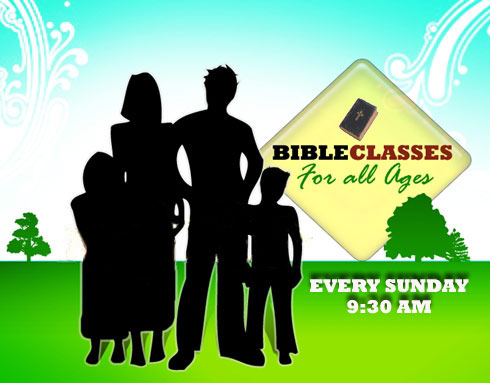 BIBLECLASSES
For all Ages
EVERY SUNDAY
9:30 AM